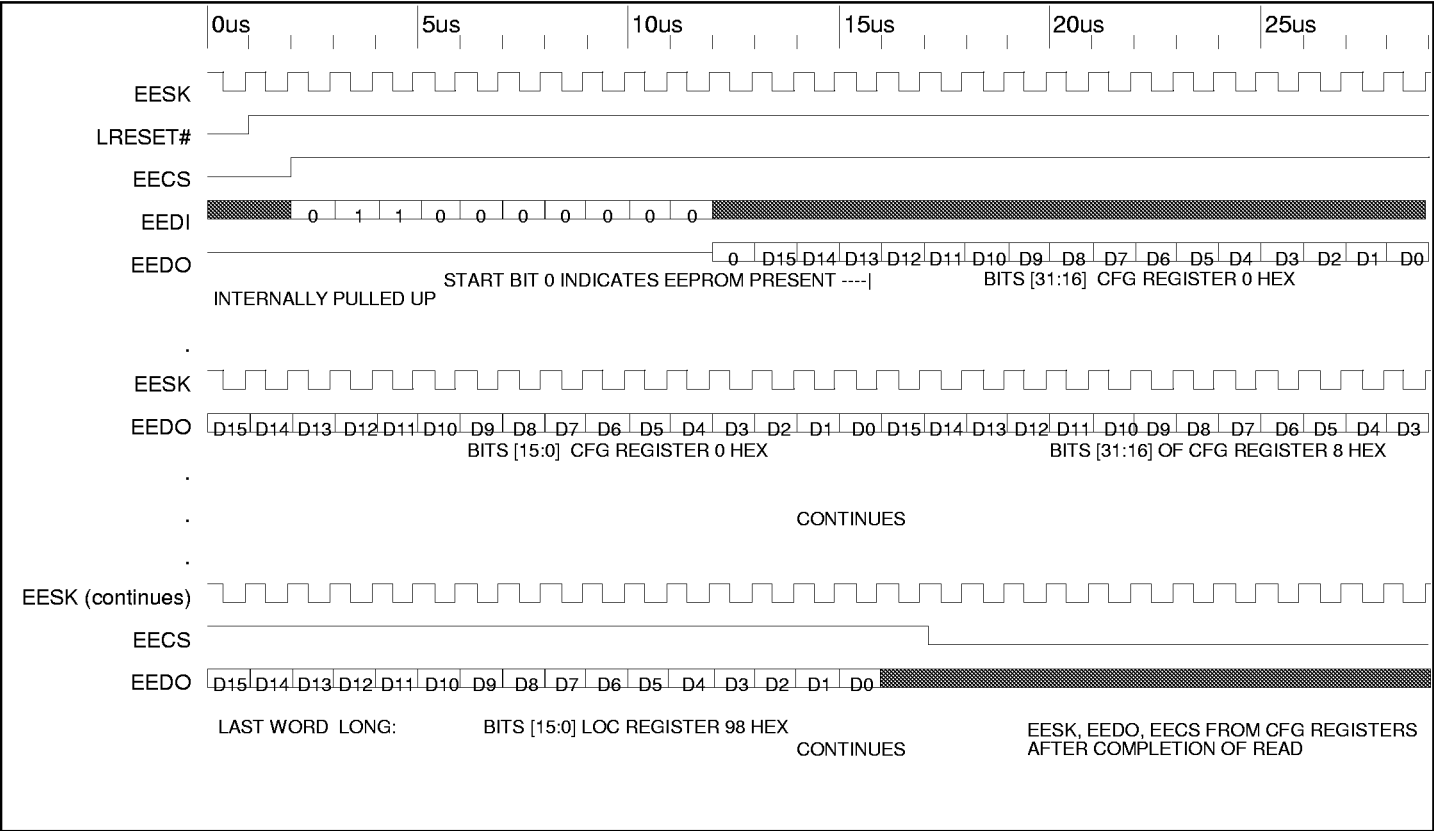 0us 5us 10us 15us 20us 25us
EESK
LRESET#
EECS
EEDI 0 1 1 0 0 0 0 0 0 0
EEDO 0 D15 D14 D13 D12 D11 D10 D9 D8 D7 D6 D5 D4 D3 D2 D1 D0
START BIT 0 INDICATES EEPROM PRESENT ----| BITS [31:16] CFG REGISTER 0 HEX
INTERNALLY PULLED UP
.
EESK
EEDO D15 D14 D13 D12 D11 D10 D9 D8 D7 D6 D5 D4 D3 D2 D1 D0 D15 D14 D13 D12 D11 D10 D9 D8 D7 D6 D5 D4 D3
BITS [15:0] CFG REGISTER 0 HEX BITS [31:16] OF CFG REGISTER 8 HEX
.
. CONTINUES
.
EESK (continues)
EECS
EEDO D15 D14 D13 D12 D11 D10 D9 D8 D7 D6 D5 D4 D3 D2 D1 D0
LAST WORD LONG: BITS [15:0] LOC REGISTER 98 HEX EESK, EEDO, EECS FROM CFG REGISTERS
CONTINUES AFTER COMPLETION OF READ